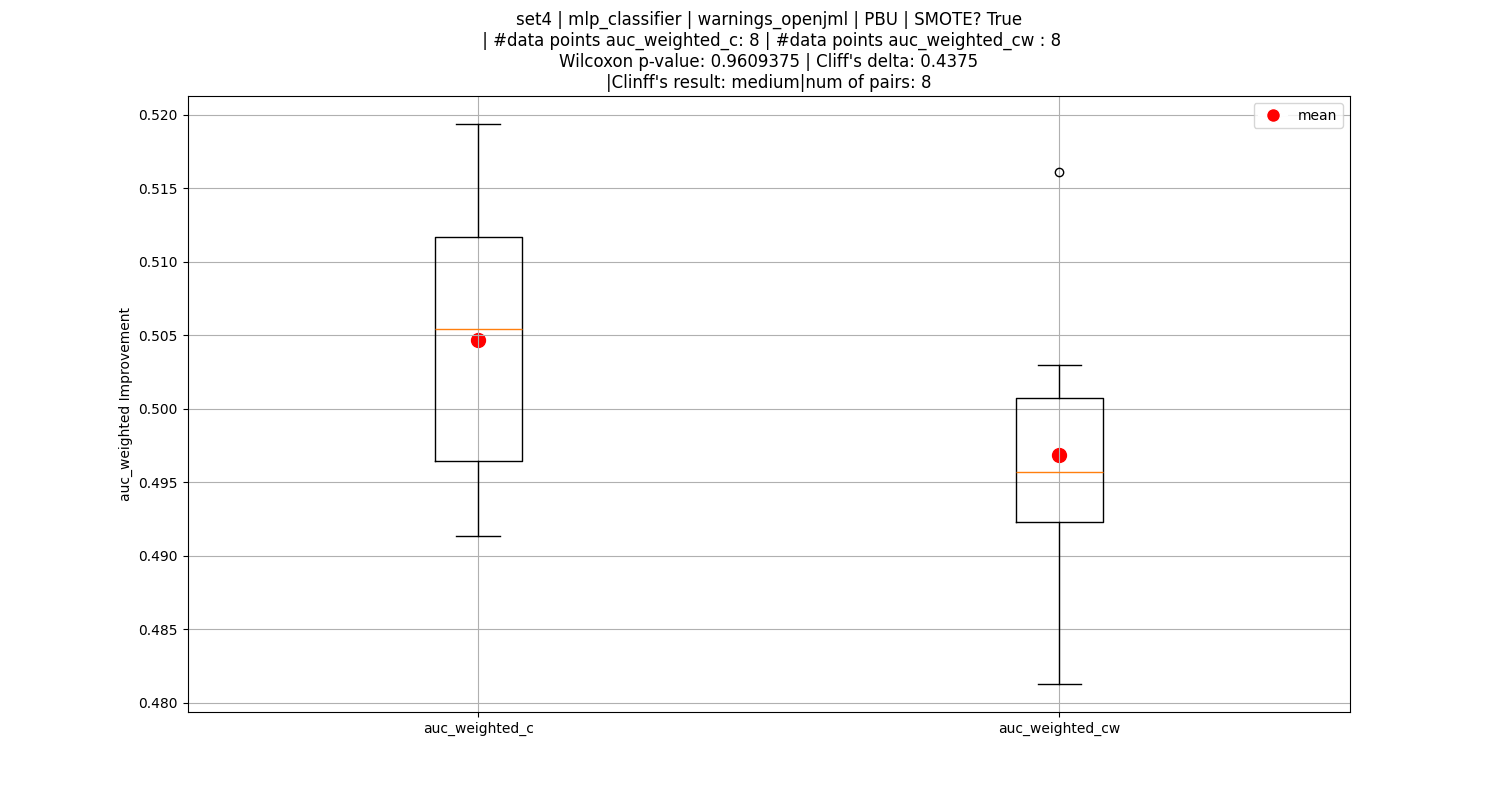 set4 | mlp_classifier | warnings_openjml | PBU | SMOTE? True
| #data points auc_weighted_c: 8 | #data points auc_weighted_cw : 8
Wilcoxon p-value: 0.9609375 | Cliff's delta: 0.4375
|Clinff's result: medium|num of pairs: 8
mean
auc_weighted Improvement
0.520
0.515
0.510
0.505
0.500
0.495
0.490
0.485
0.480
auc_weighted_c
auc_weighted_cw